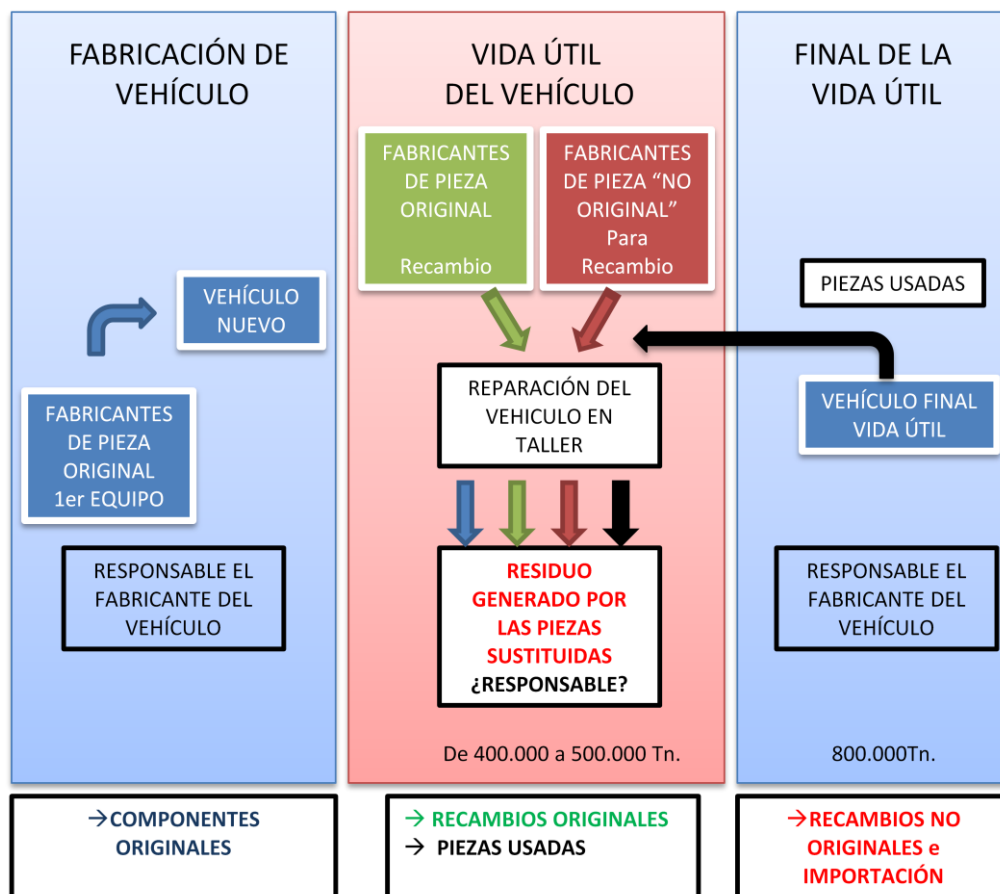 FABRICACIÓN DE
VEHÍCULO
VEHÍCULO
NUEVO
FABRICANTES
DE PIEZA
ORIGINAL
1er EQUIPO
RESPONSABLE EL
FABRICANTE DEL
VEHÍCULO
VIDA ÚTIL
DEL VEHÍCULO
FABRICANTES
DE PIEZA
ORIGINAL
Recambio
FABRICANTES
DE PIEZA “NO
ORIGINAL”
Para
Recambio
REPARACIÓN DEL
VEHICULO EN
TALLER
RESIDUO
GENERADO POR
LAS PIEZAS
SUSTITUIDAS
¿RESPONSABLE?
De 400.000 a 500.000 Tn.
FINAL DE LA
VIDA ÚTIL
PIEZAS USADAS
VEHÍCULO FINAL
VIDA ÚTIL
RESPONSABLE EL
FABRICANTE DEL
VEHÍCULO
800.000Tn.
→COMPONENTES
ORIGINALES
→ RECAMBIOS ORIGINALES
→ PIEZAS USADAS
→RECAMBIOS NO
ORIGINALES e
IMPORTACIÓN